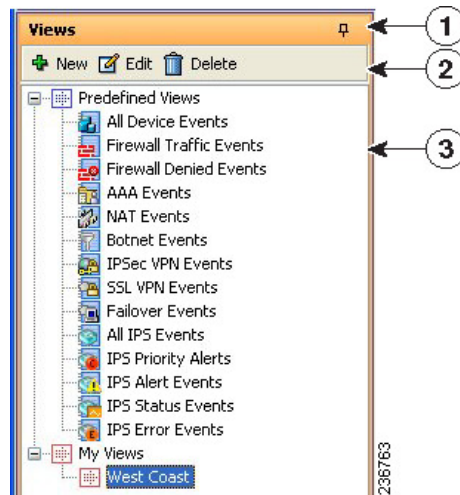 Views
1
New Edit Delete
2
Predefined Views
All Device Events
Firewall Traffic Events
3
Firewall Denied Events
AAA Events
NAT Events
Botnet Events
IPSec VPN Events
SSL VPN Events
Failover Events
All IPS Events
IPS Priority Alerts
IPS Alert Events
IPS Status Events
IPS Error Events
My Views
West Coast
236763